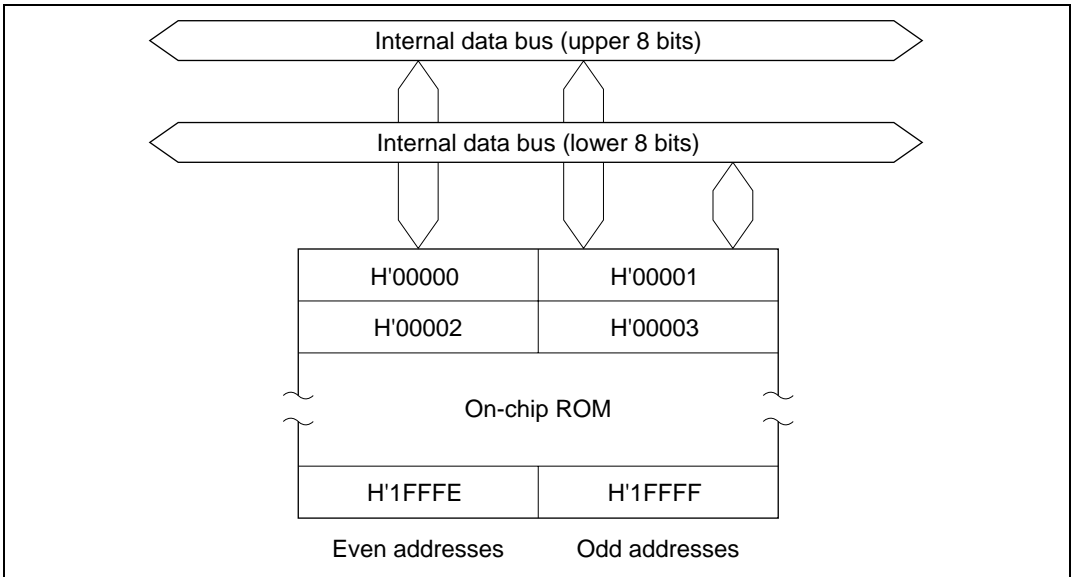 Internal data bus (upper 8 bits)
Internal data bus (lower 8 bits)
H'00000 H'00001
H'00002 H'00003
On-chip ROM
H'1FFFE H'1FFFF
Even addresses Odd addresses